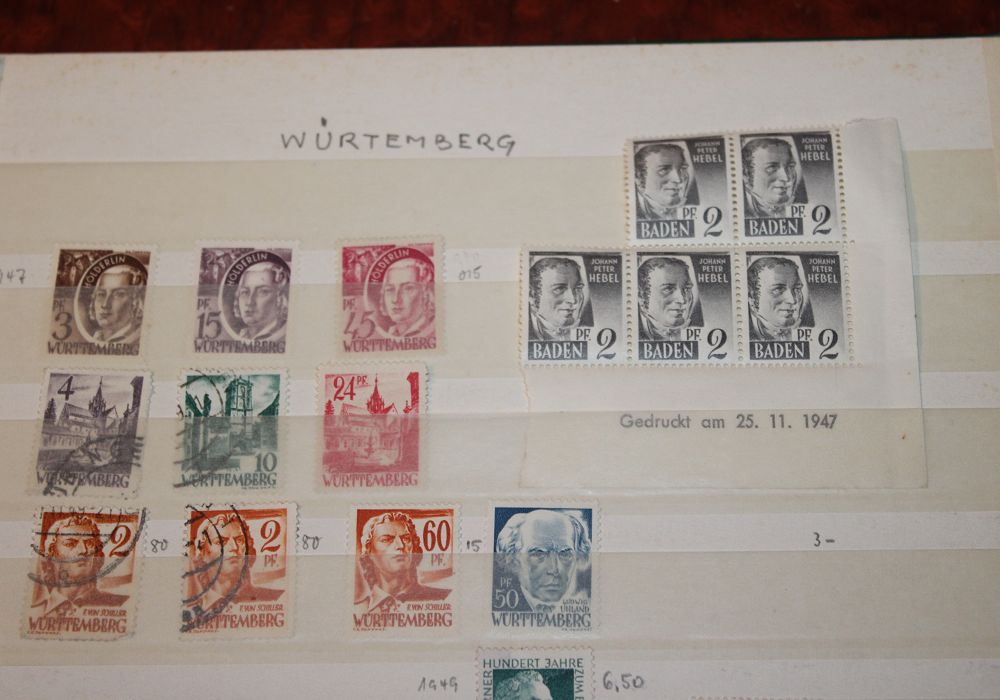 WÜRTEMBERG
JOHANN PETER HEBEL
PF. 2
BADEN
JOHANN PETER HEBEL
PF. 2
BADEN
JOHANN PETER HEBEL
PF. 2
BADEN
JOHANN PETER HEBEL
PF. 2
BADEN
JOHANN PETER HEBEL
PF. 2
BADEN
Gedruckt am 25. 11. 1947
947
HÖLDERLIN
PF 3
WÜRTTEMBERG
HÖLDERLIN
PF 15
WÜRTTEMBERG
HÖLDERLIN
PF 45
WÜRTTEMBERG
015
4
WÜRTTEMBERG
10
WÜRTTEMBERG
24 PF.
WÜRTTEMBERG
2
F. VON SCHILLER
WÜRTTEMBERG
80
2 PF.
F. VON SCHILLER
WÜRTTEMBERG
80
60 PF.
F. VON SCHILLER
WÜRTTEMBERG
15
PF 50
LUDWIG UHLAND
WÜRTTEMBERG
3-
1949
HUNDERT JAHRE
6,50